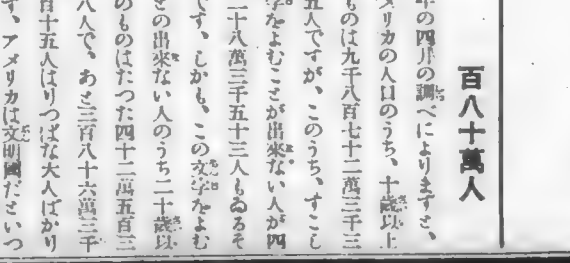 百八十萬人
年の四月の調べによりますと、
メリカの人口のうち、十歳以上
ものは九千八百七十二萬三千三
五人ですが、このうち、すこし
字をよむことが出來ない人が四
二十八萬三千五十三人もゐるそ
です、しかも、この文字をよむ
との出來ない人のうち二十歳以
のものはたつた四十二萬五百三
八人で、あと三百八十六萬三千
百十五人はりつぱな大人ばかり
す、アメリカは文明國だといつ